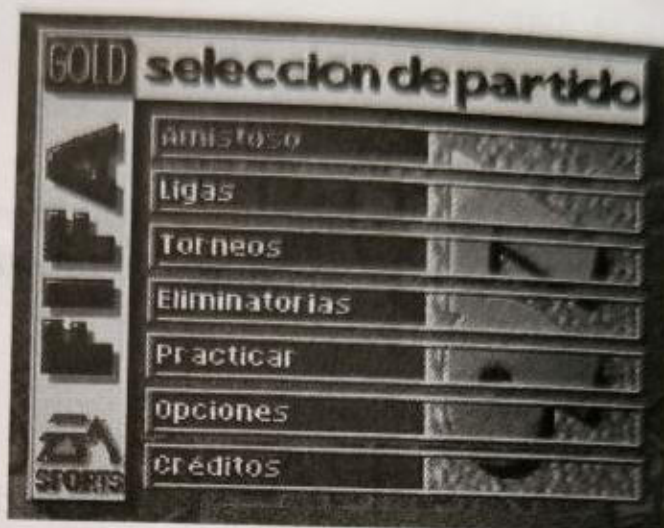 GOLD
seleccion de partido
FIFA
Amistoso
Ligas
Torneos
Eliminatorias
Practicar
Opciones
Créditos
EA
SPORTS